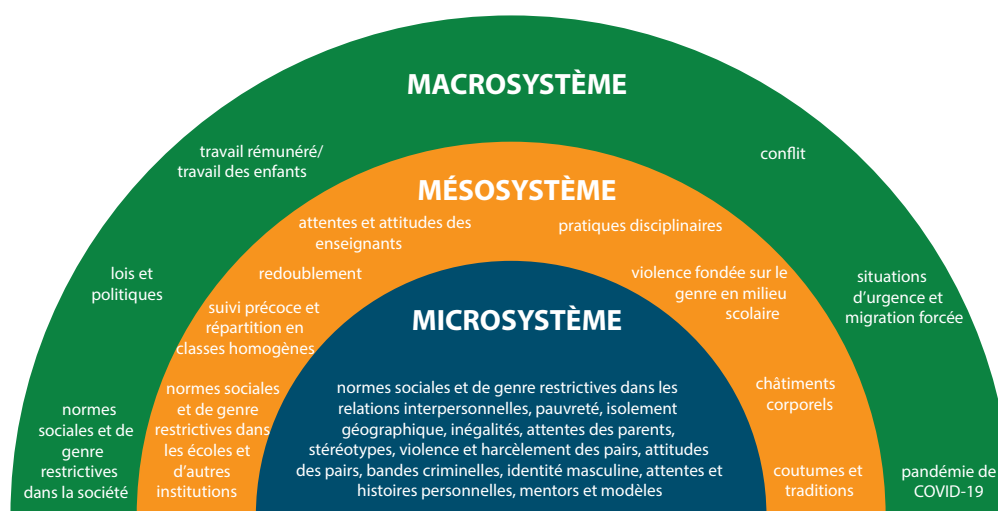 MACROSYSTÈME
travail rémunéré/
travail des enfants
conflit
lois et
politiques
situations
d'urgence et
migration forcée
normes
sociales et de
genre
restrictives
dans la société
pandémie de
COVID-19
MÉSOSYSTÈME
attentes et attitudes des
enseignants
pratiques disciplinaires
redoublement
violence fondée sur le
genre en milieu
scolaire
suivi précoce et
répartition en
classes homogènes
châtiments
corporels
normes sociales
et de genre
restrictives dans
les écoles et
d'autres
institutions
coutumes et
traditions
MICROSYSTÈME
normes sociales et de genre restrictives dans les
relations interpersonnelles, pauvreté, isolement
géographique, inégalités, attentes des parents,
stéréotypes, violence et harcèlement des pairs, attitudes
des pairs, bandes criminelles, identité masculine, attentes et
histoires personnelles, mentors et modèles